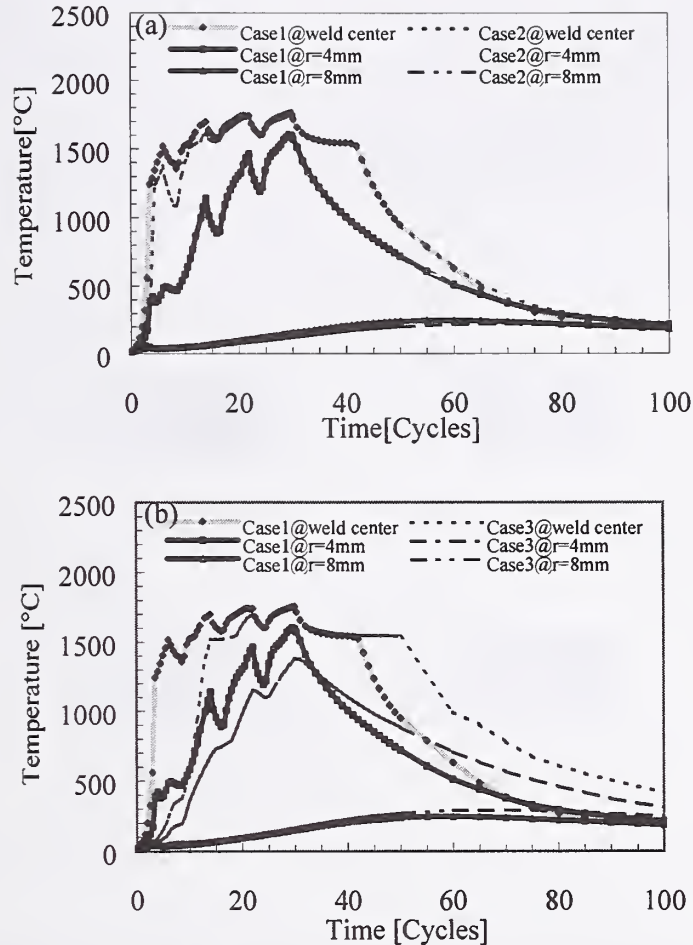 (a)
Case1@weld center
Case2@weld center
Case1@r=4mm
Case2@r=4mm
Case1@r=8mm
Case2@r=8mm
Temperature[°C]
2500
2000
1500
1000
500
0
0 20 40 60 80 100
Time[Cycles]
(b)
Case1@weld center
Case3@weld center
Case1@r=4mm
Case3@r=4mm
Case1@r=8mm
Case3@r=8mm
Temperature [°C]
2500
2000
1500
1000
500
0
0 20 40 60 80 100
Time [Cycles]